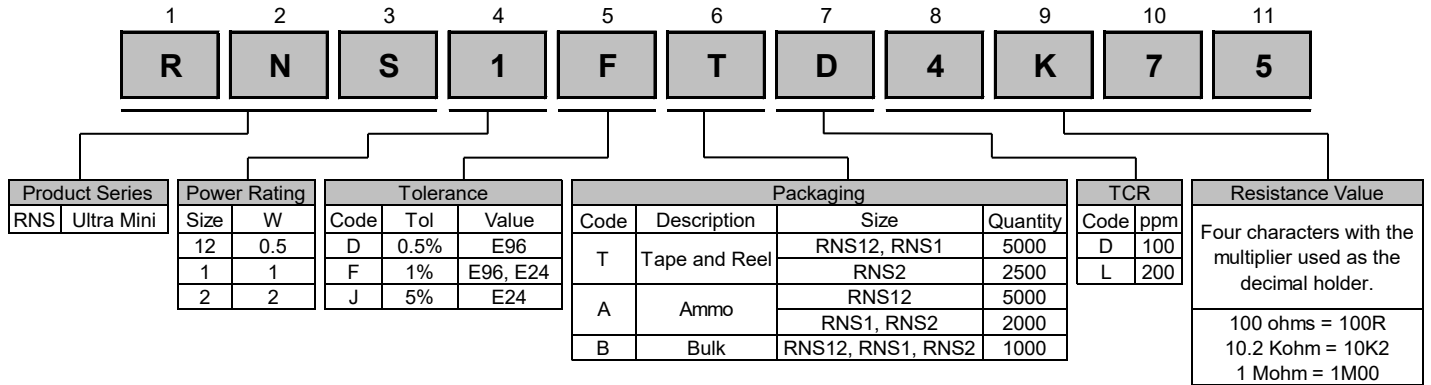 1 2 3 4 5 6 7 8 9 10 11
R N S 1 F T D 4 K 7 5
Product Series
RNS Ultra Mini
Power Rating
Size W
12 0.5
1 1
2 2
Tolerance
Code Tol Value
D 0.5% E96
F 1% E96, E24
J 5% E24
Packaging
Code Description Size Quantity
T Tape and Reel RNS12, RNS1 5000
RNS2 2500
A Ammo RNS12 5000
RNS1, RNS2 2000
B Bulk RNS12, RNS1, RNS2 1000
TCR
Code ppm
D 100
L 200
Resistance Value
Four characters with the
multiplier used as the
decimal holder.
100 ohms = 100R
10.2 Kohm = 10K2
1 Mohm = 1M00